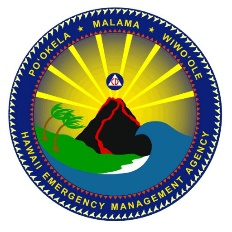 PO'OKELA ★ MALAMA ★ WIWO'OLE
HAWAII EMERGENCY MANAGEMENT AGENCY